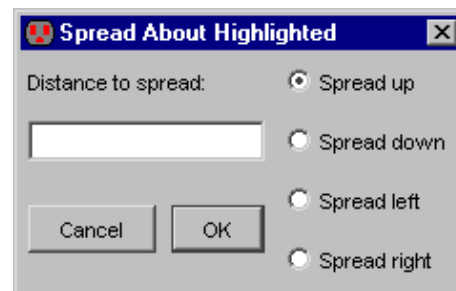 Spread About Highlighted
Distance to spread:
Spread up
Spread down
Spread left
Cancel
OK
Spread right